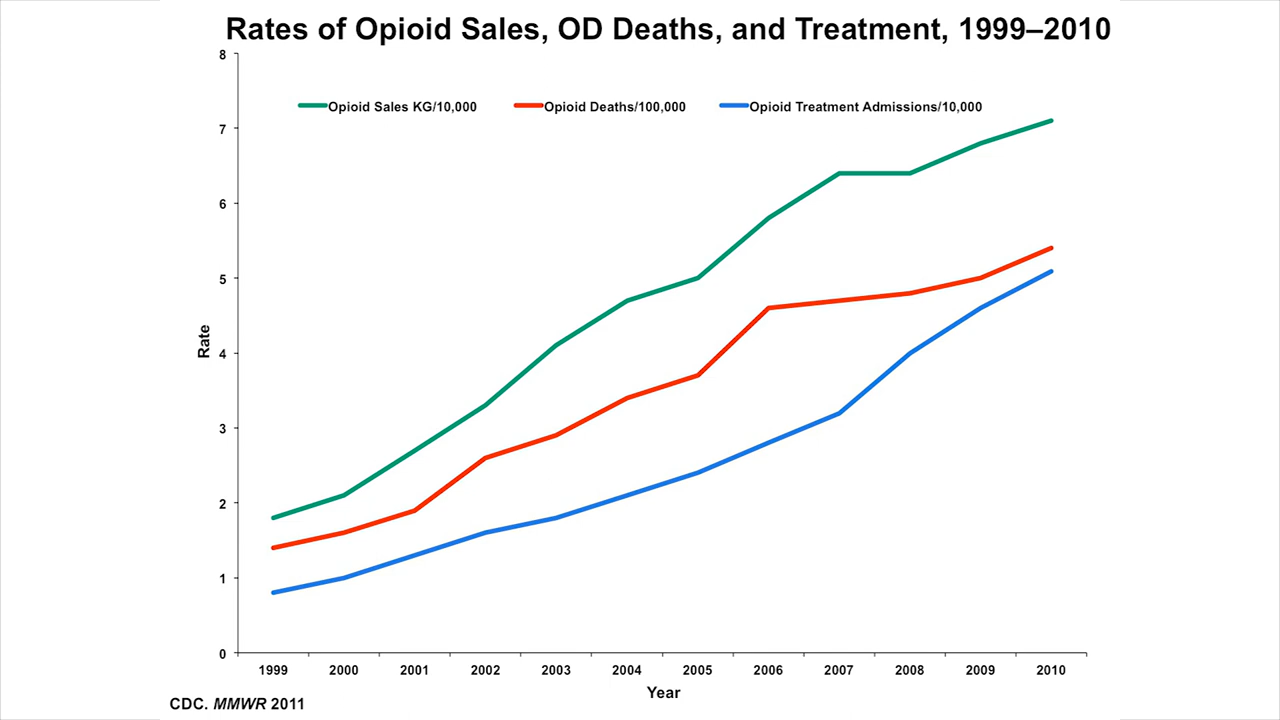 Rates of Opioid Sales, OD Deaths, and Treatment, 1999–2010
8
Opioid Sales KG/10,000 Opioid Deaths/100,000 Opioid Treatment Admissions/10,000
7
6
5
4
Rate
3
2
1
0
1999 2000 2001 2002 2003 2004 2005 2006 2007 2008 2009 2010
Year
CDC. MMWR 2011